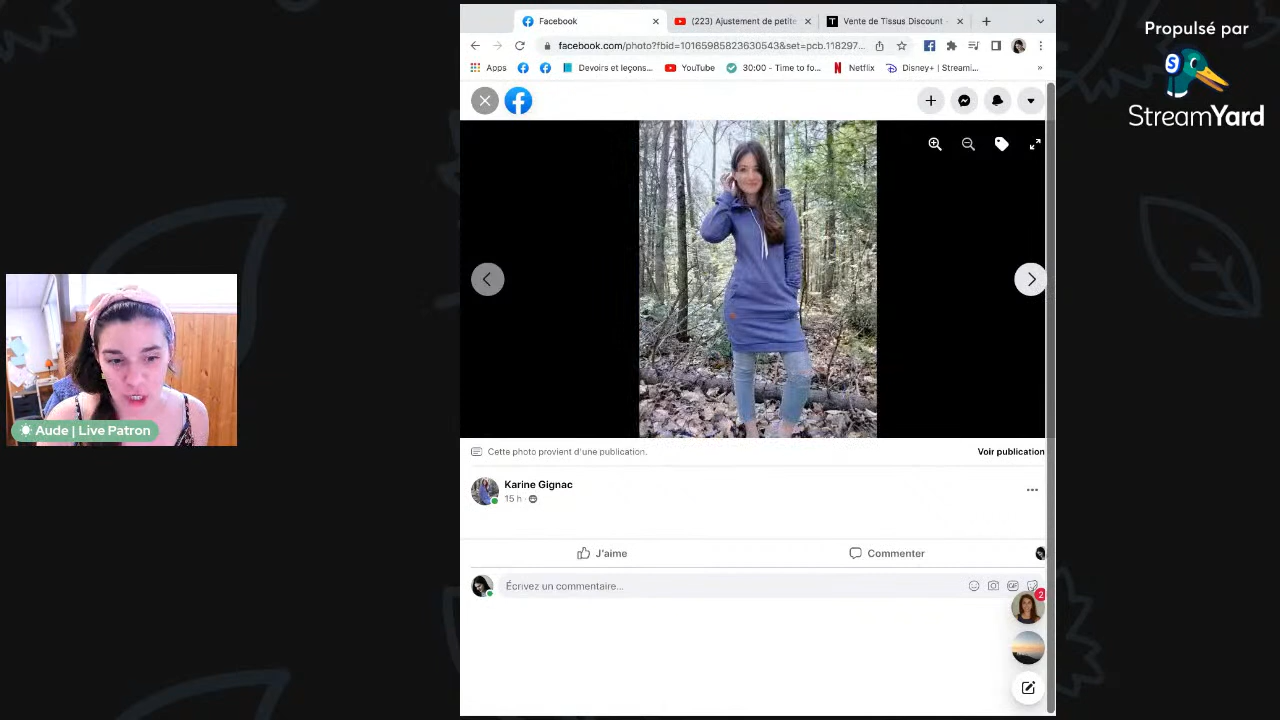 Facebook
(223) Ajustement de petite
Vente de Tissus Discount -
facebook.com/photo?fbid=10165985823630543&set=pcb.118297...
Apps
Devoirs et leçons...
YouTube
30:00 - Time to fo...
Netflix
Disney+ | Streami...
»
Propulsé par
StreamYard
Aude | Live Patron
Cette photo provient d'une publication.
Voir publication
Karine Gignac
15 h ·
J'aime
Commenter
Écrivez un commentaire...
GIF
2